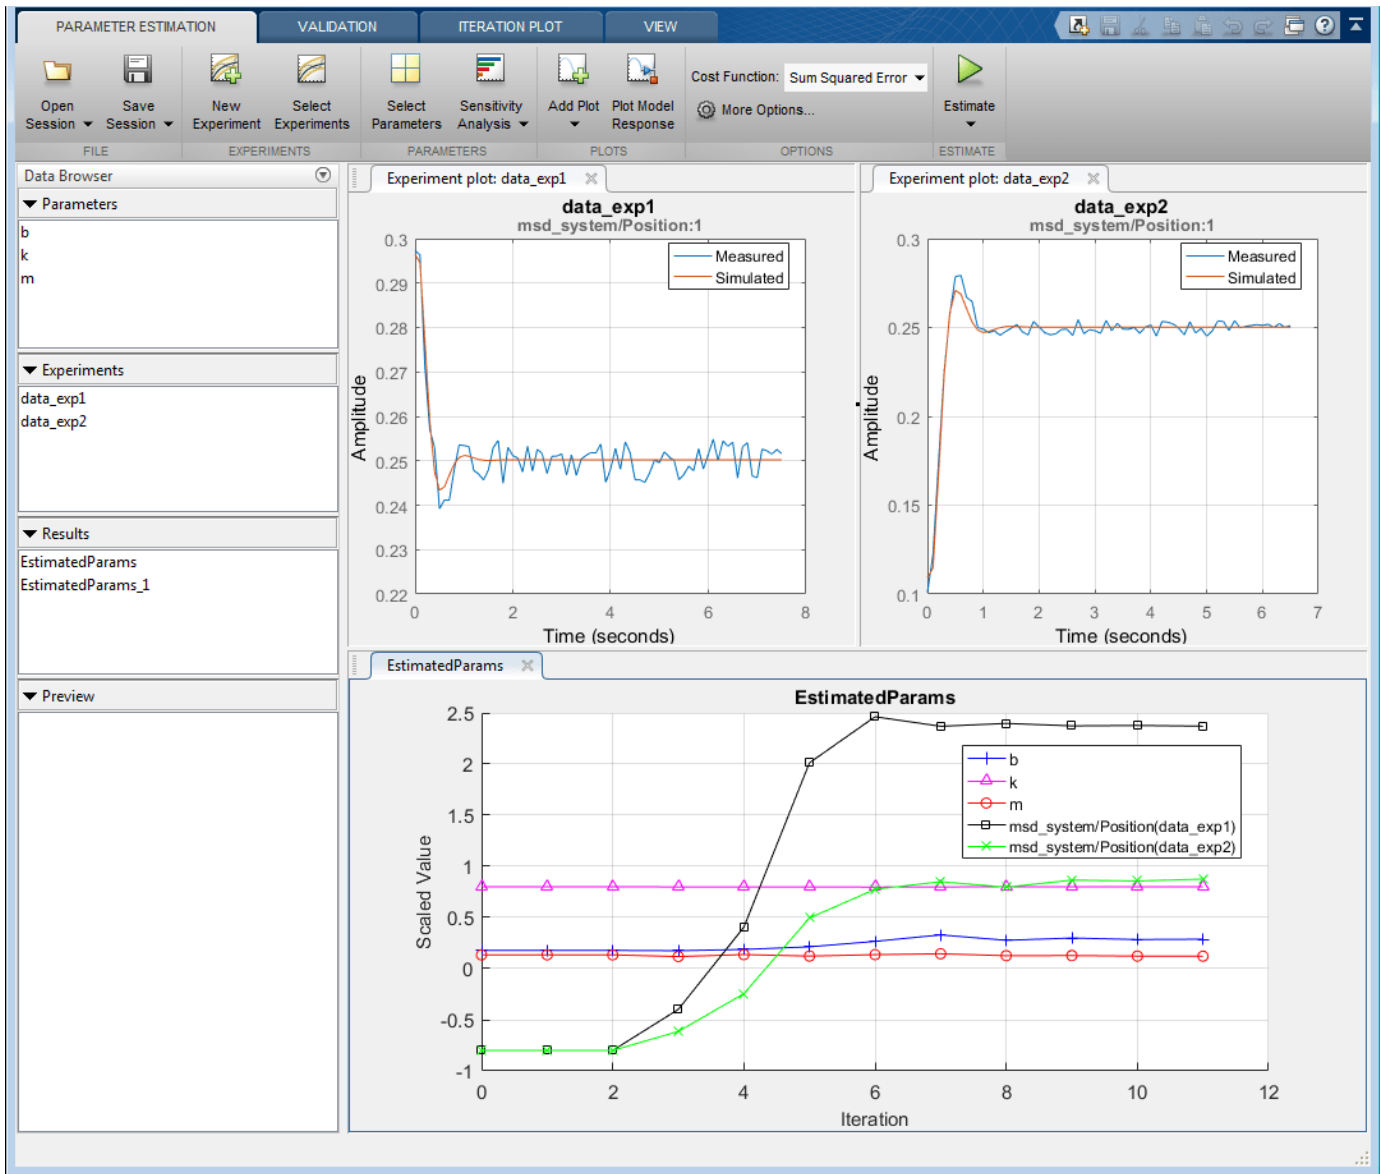 PARAMETER ESTIMATION
VALIDATION
ITERATION PLOT
VIEW
Open Session
Save Session
New Experiment
Select Experiments
Select Parameters
Sensitivity Analysis
Add Plot
Plot Model Response
Cost Function: Sum Squared Error
More Options...
Estimate
FILE
EXPERIMENTS
PARAMETERS
PLOTS
OPTIONS
ESTIMATE
Data Browser
Parameters
b
k
m
Experiments
data_exp1
data_exp2
Results
EstimatedParams
EstimatedParams_1
Preview
Experiment plot: data_exp1
data_exp1
msd_system/Position:1
Measured
Simulated
Amplitude
0.3
0.29
0.28
0.27
0.26
0.25
0.24
0.23
0.22
0 2 4 6 8
Time (seconds)
Experiment plot: data_exp2
data_exp2
msd_system/Position:1
Measured
Simulated
Amplitude
0.3
0.25
0.2
0.15
0.1
0 1 2 3 4 5 6 7
Time (seconds)
EstimatedParams
EstimatedParams
Scaled Value
2.5
2
1.5
1
0.5
0
-0.5
-1
b
k
m
msd_system/Position(data_exp1)
msd_system/Position(data_exp2)
0 2 4 6 8 10 12
Iteration